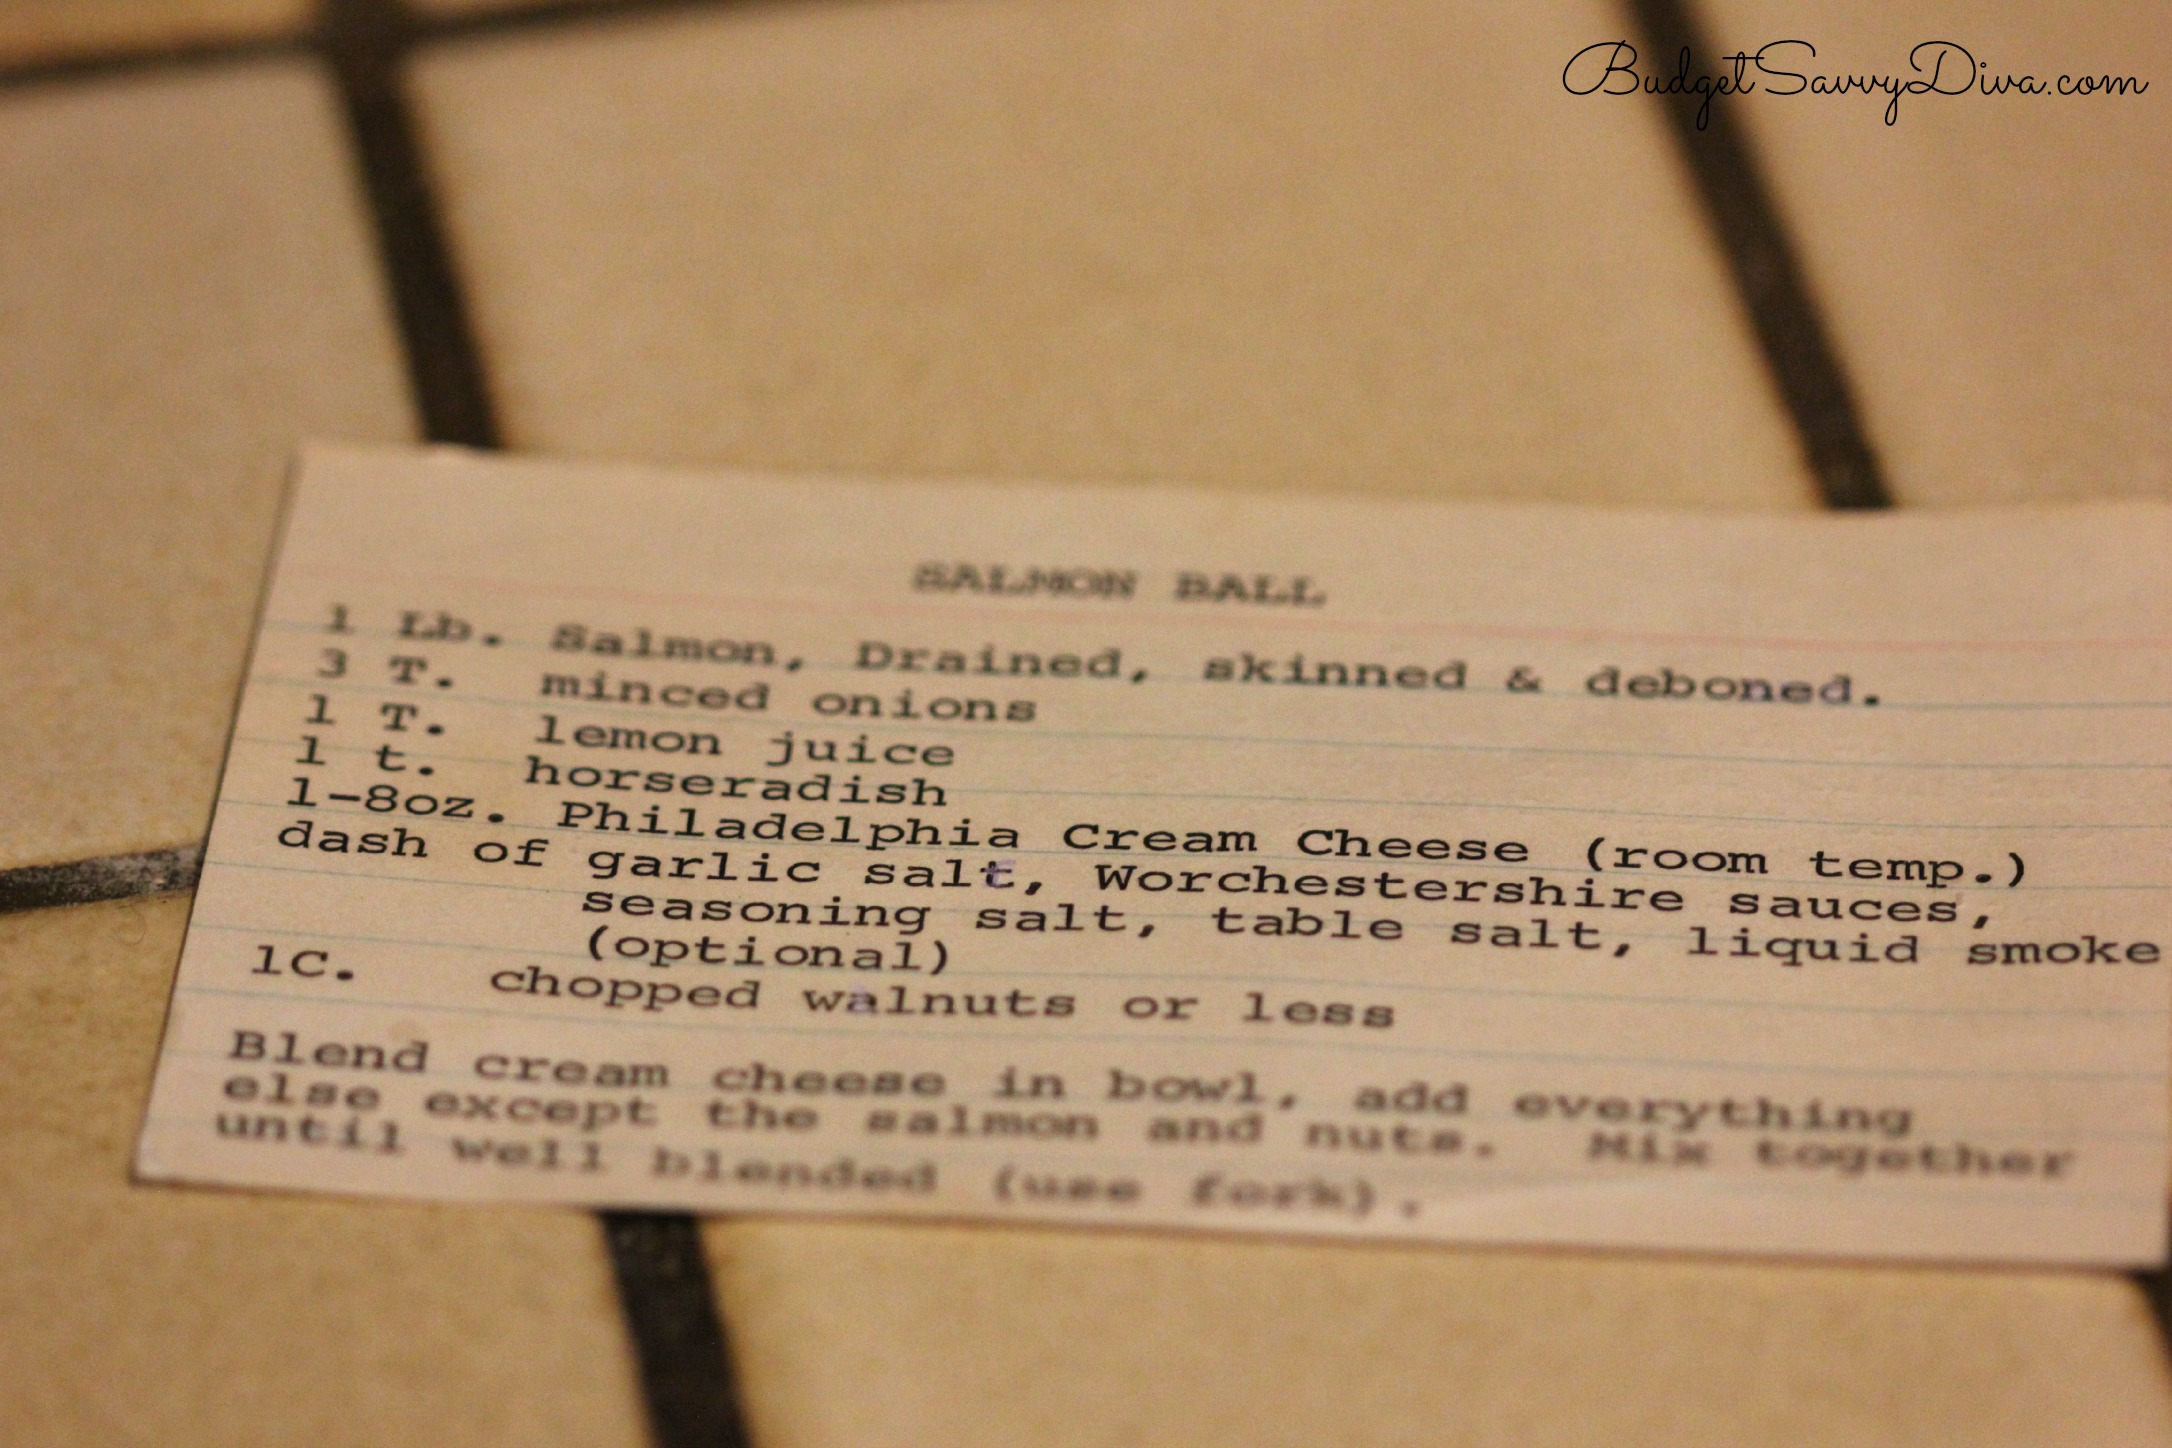 BudgetSavvyDiva.com
SALMON BALL
1 Lb. Salmon, Drained, skinned & deboned.
3 T. minced onions
1 T. lemon juice
1 t. horseradish
1-8oz. Philadelphia Cream Cheese (room temp.)
dash of garlic salt, Worchestershire sauces,
seasoning salt, table salt, liquid smoke
(optional)
1C. chopped walnuts or less
Blend cream cheese in bowl, add everything
else except the salmon and nuts. Mix together
until well blended (use fork).